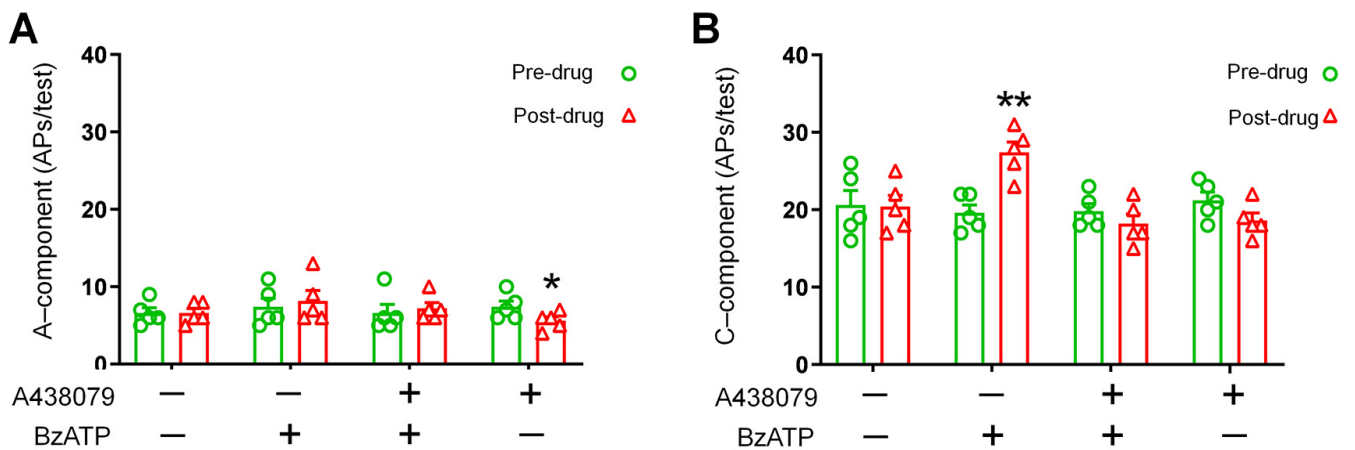 A
A–component (APs/test)
40
30
20
10
0
Pre-drug
Post-drug
*
A438079 — — + +
BzATP — + + —
B
C–component (APs/test)
40
30
20
10
0
Pre-drug
Post-drug
**
A438079 — — + +
BzATP — + + —